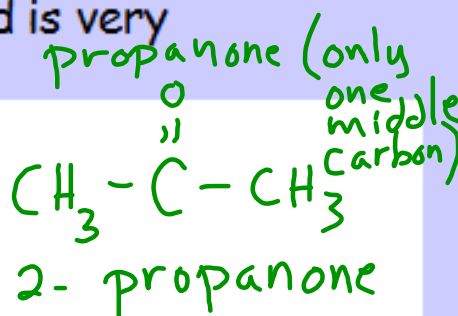 d is very
propanone (only
one
middle
carbon)
O
||
CH3 - C - CH3
2- propanone